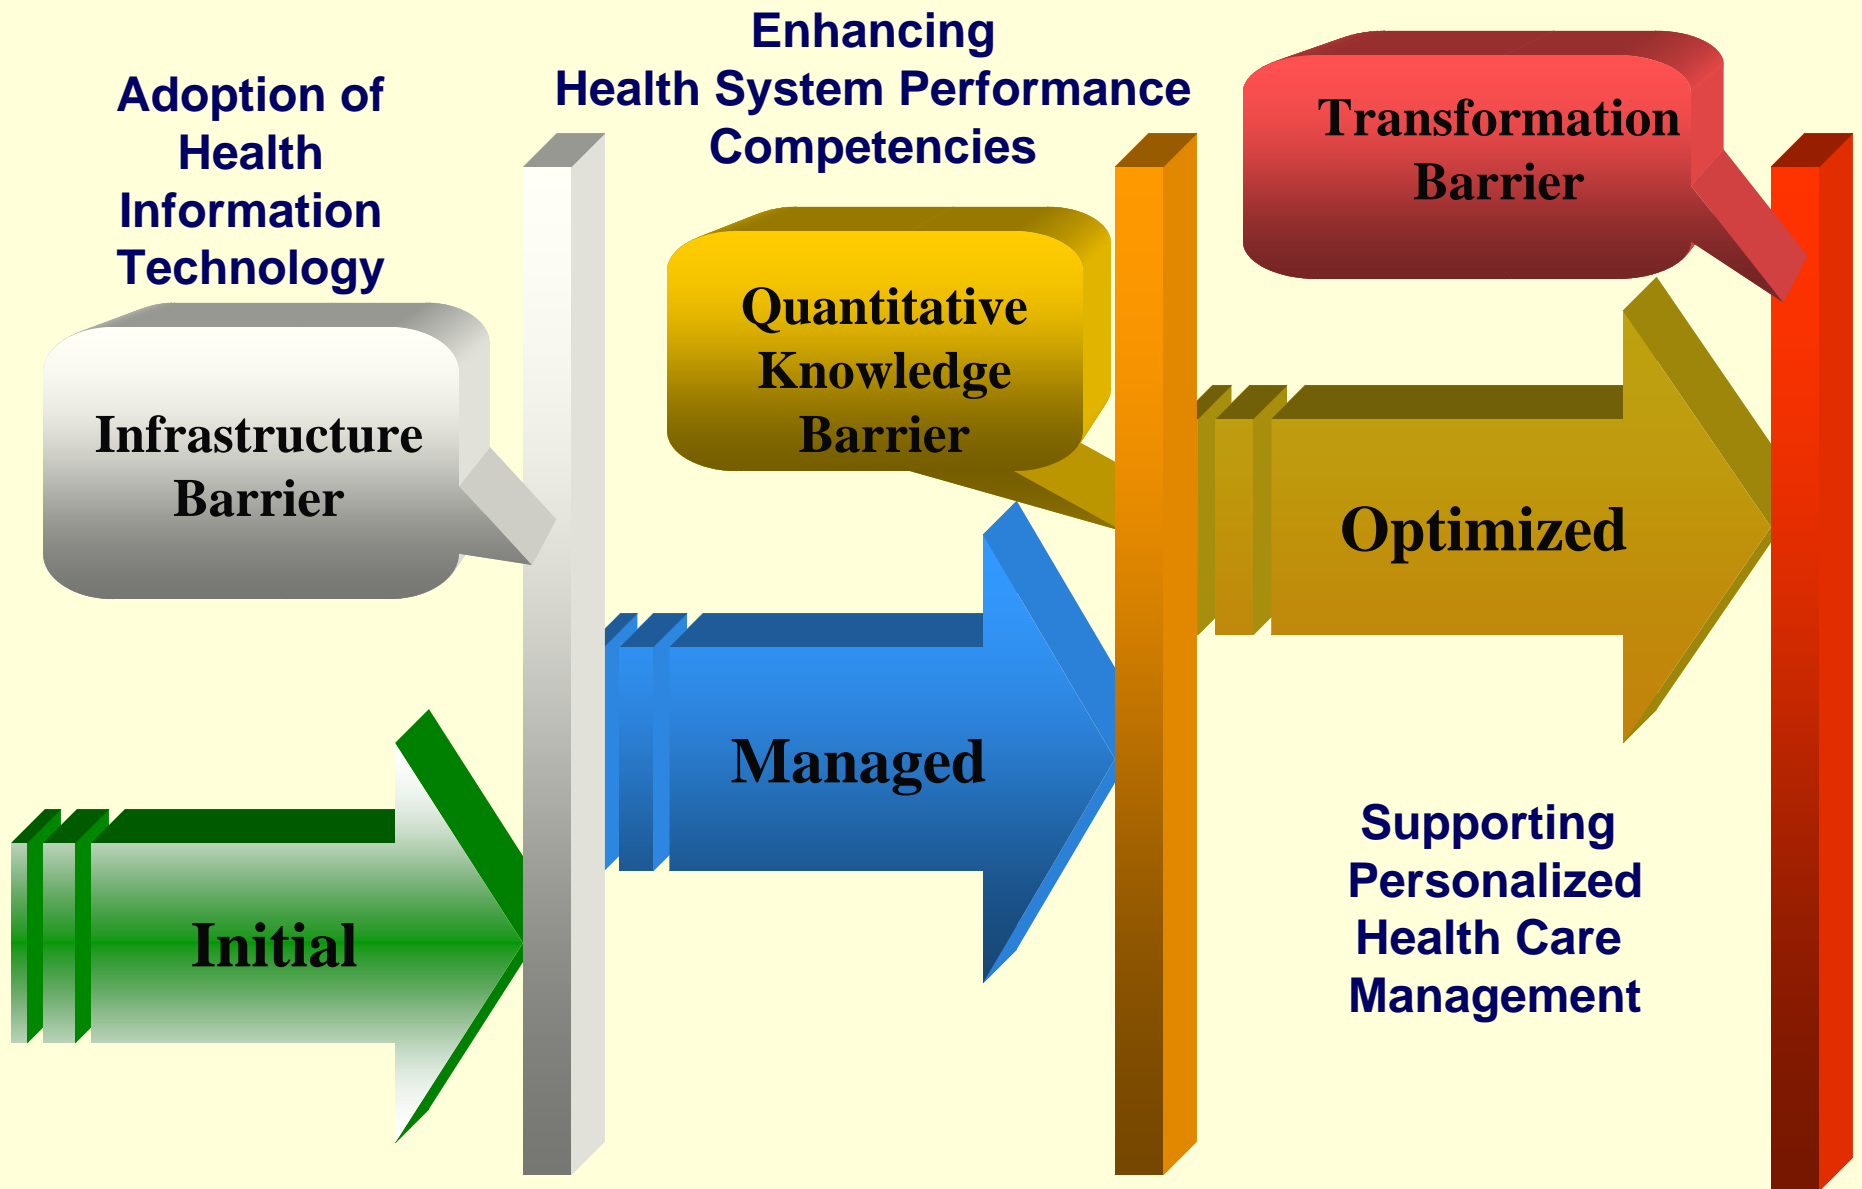 Adoption of
Health
Information
Technology
Infrastructure
Barrier
Initial
Enhancing
Health System Performance
Competencies
Quantitative
Knowledge
Barrier
Managed
Transformation
Barrier
Optimized
Supporting
Personalized
Health Care
Management